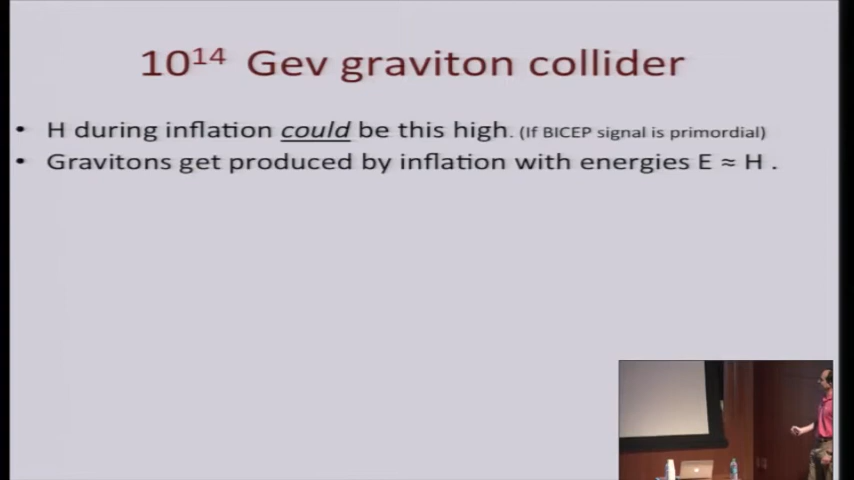 10¹⁴ Gev graviton collider
• H during inflation could be this high. (If BICEP signal is primordial)
• Gravitons get produced by inflation with energies E ≈ H .